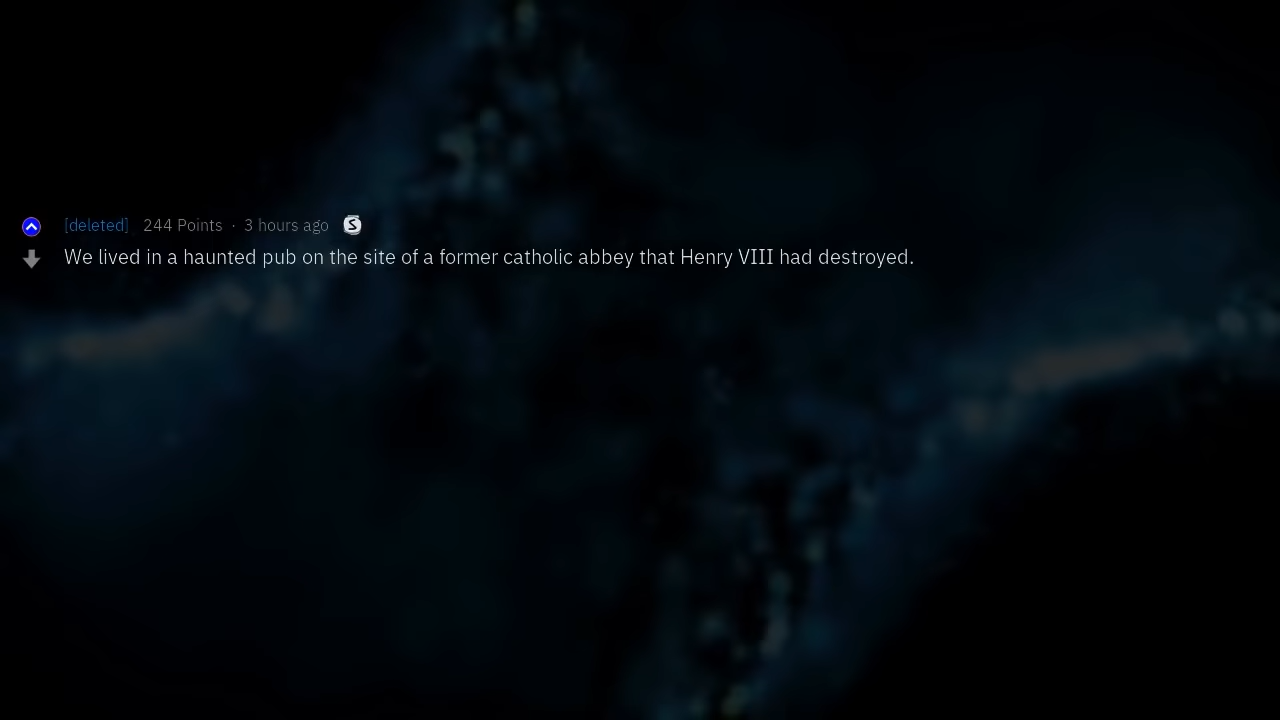 [deleted] 244 Points · 3 hours ago
We lived in a haunted pub on the site of a former catholic abbey that Henry VIII had destroyed.